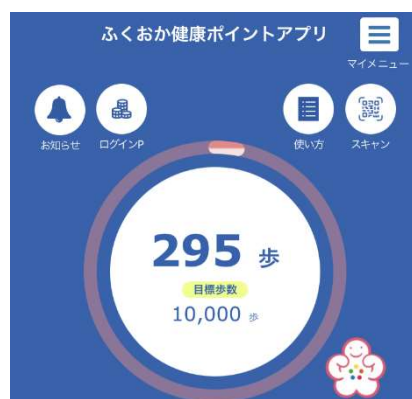 ふくおか健康ポイントアプリ
マイメニュー
お知らせ
ログインP
使い方
スキャン
295 歩
目標歩数
10,000 歩